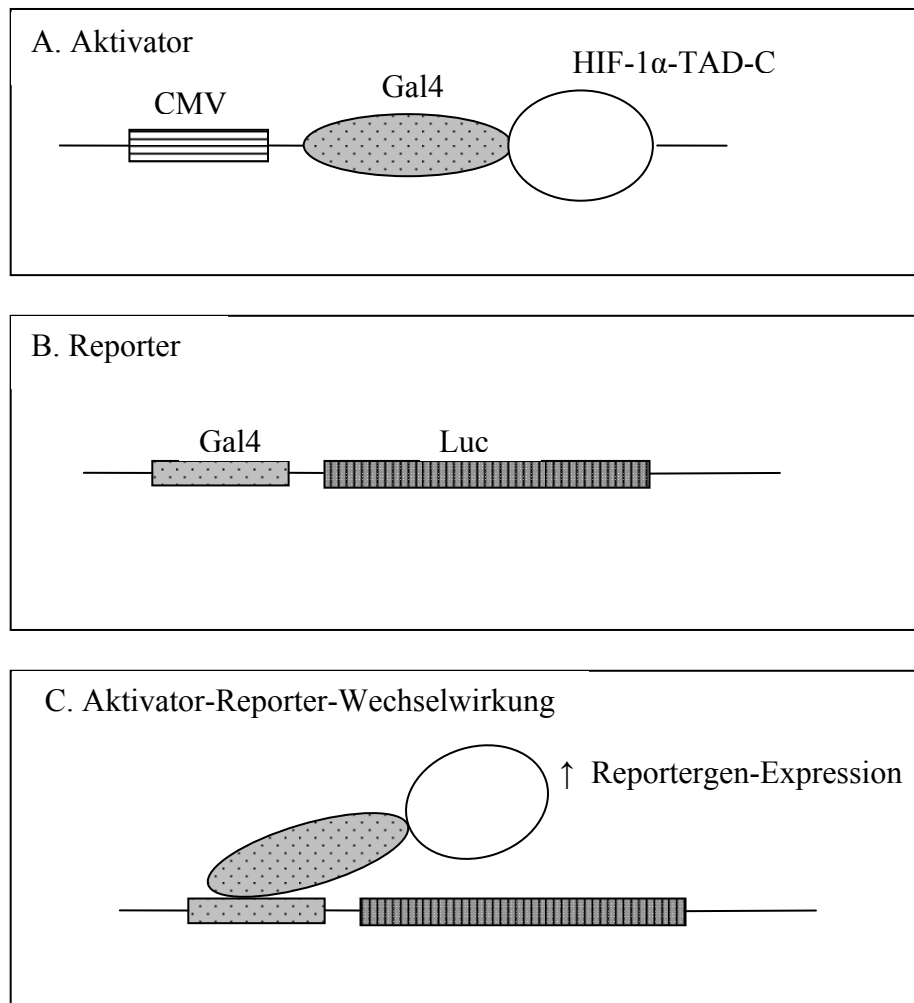 A. Aktivator
HIF-1α-TAD-C
Gal4
CMV
B. Reporter
Gal4 Luc
C. Aktivator-Reporter-Wechselwirkung
↑ Reportergen-Expression